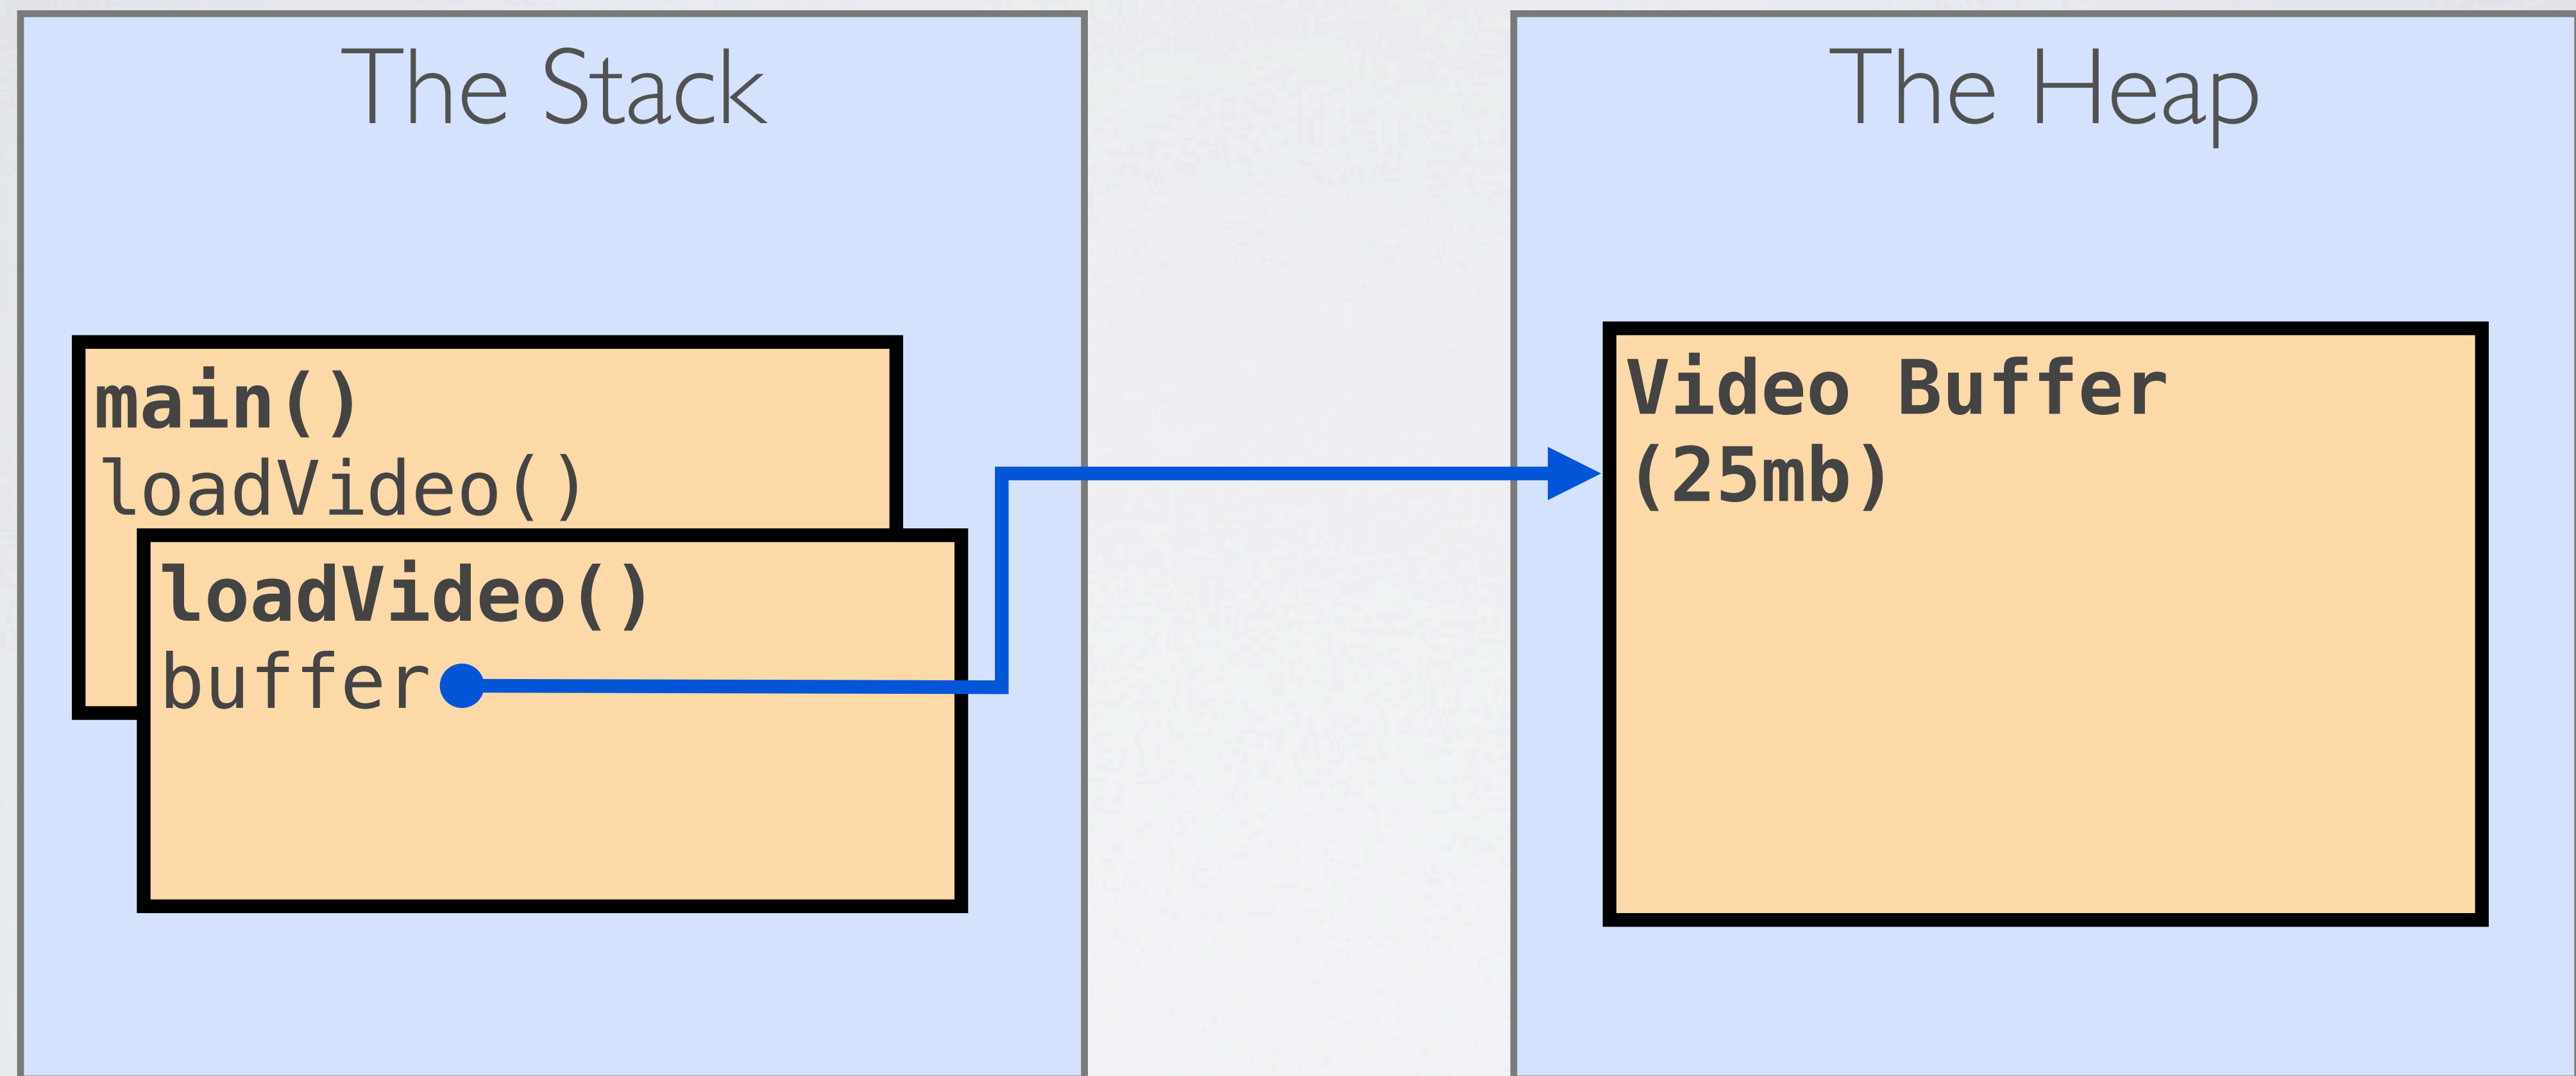 The Stack
main()
loadVideo()
loadVideo()
buffer
The Heap
Video Buffer
(25mb)